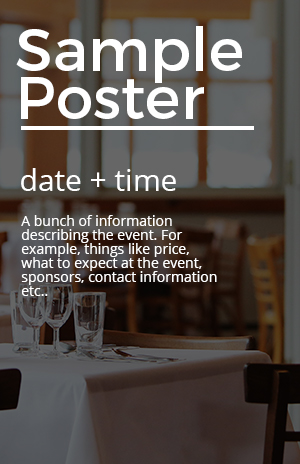 Sample
Poster
date + time
A bunch of information
describing the event. For
example, things like price,
what to expect at the event,
sponsors, contact information
etc..